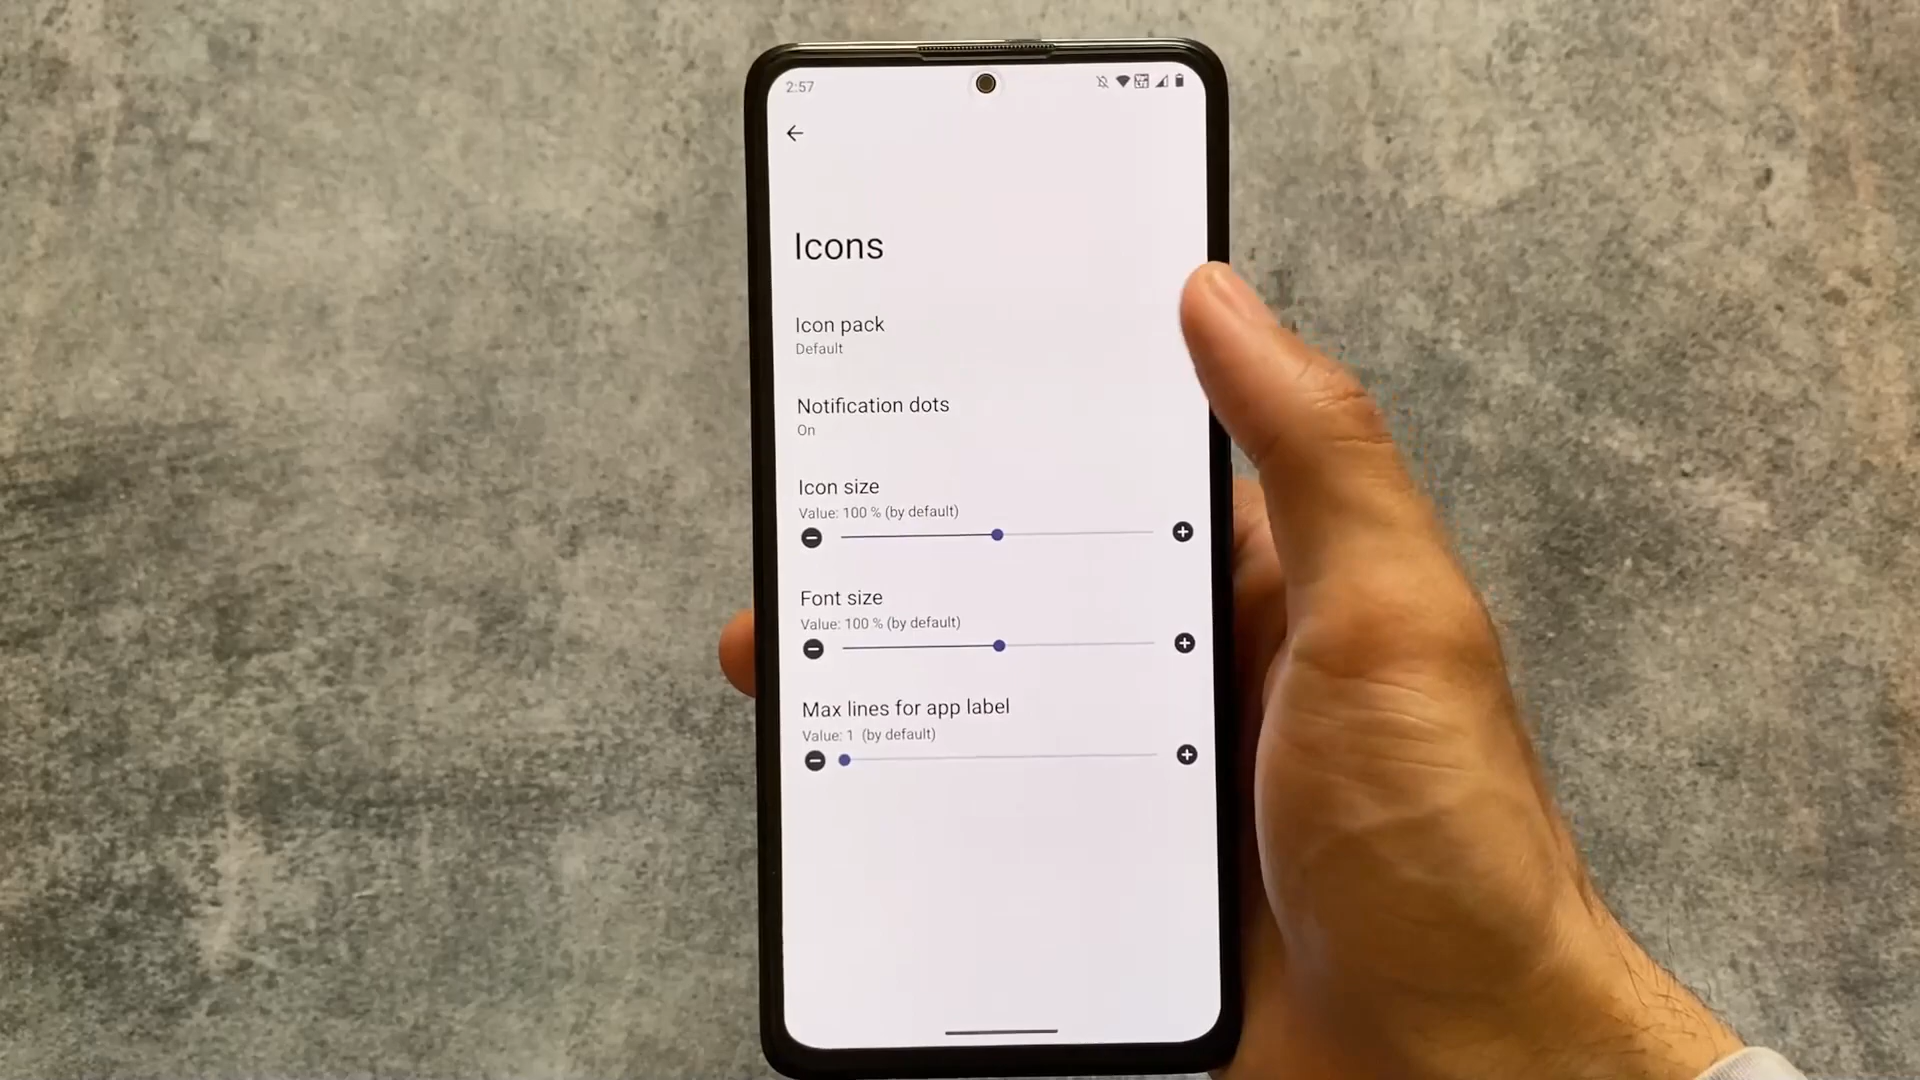 2:57
Icons
Icon pack
Default
Notification dots
On
Icon size
Value: 100 % (by default)
Font size
Value: 100 % (by default)
Max lines for app label
Value: 1 (by default)